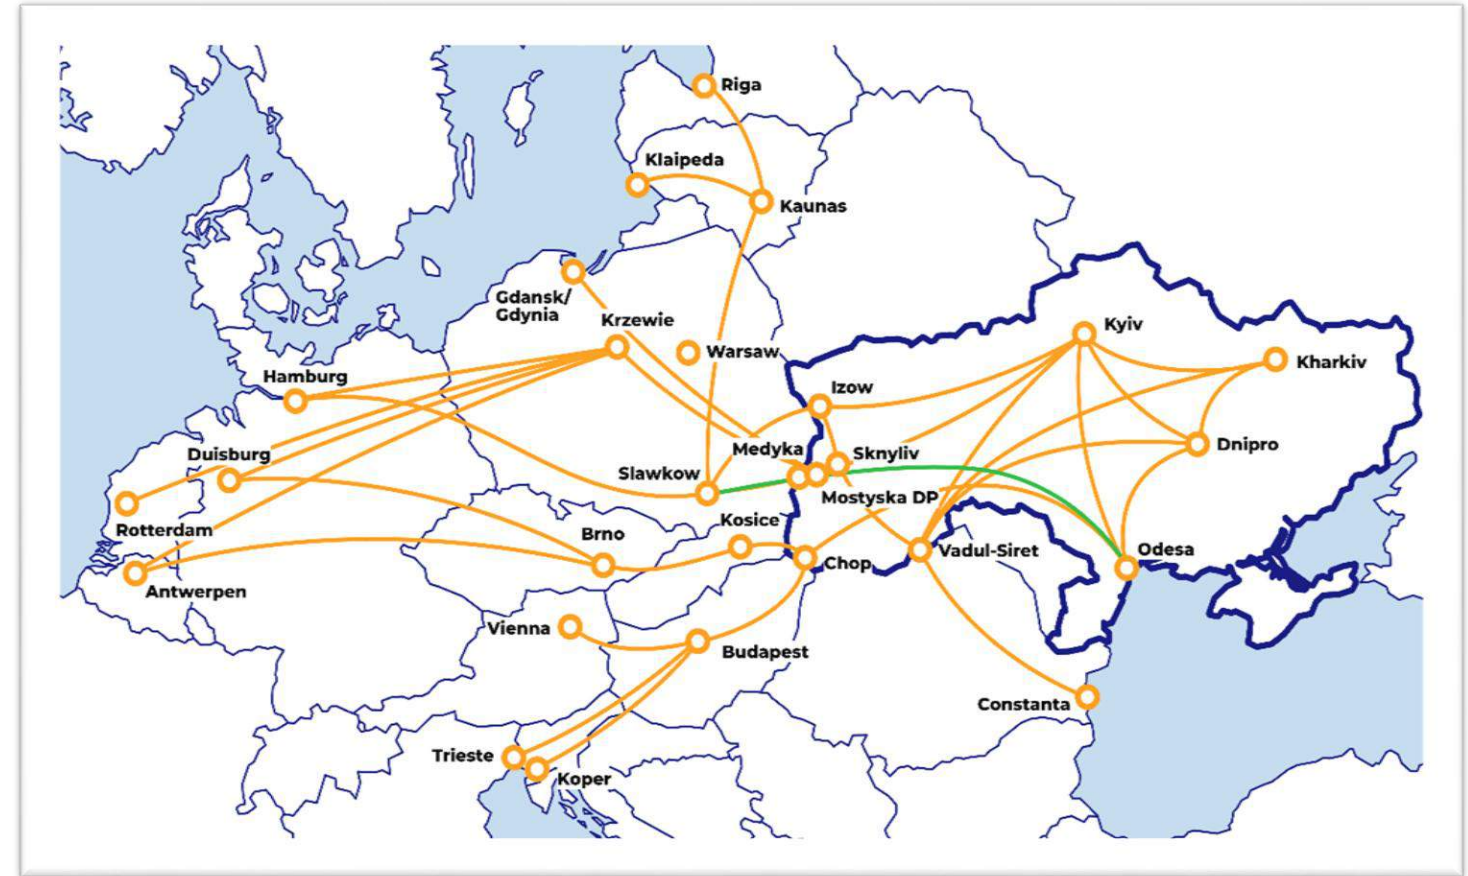 Riga
Klaipeda
Kaunas
Gdansk/
Gdynia
Krzewie
Warsaw
Kyiv
Kharkiv
Hamburg
Izow
Duisburg
Medyka
Sknyliv
Dnipro
Slawkow
Mostyska DP
Rotterdam
Kosice
Brno
Vadul-Siret
Odesa
Chop
Antwerpen
Vienna
Budapest
Constanta
Trieste
Koper